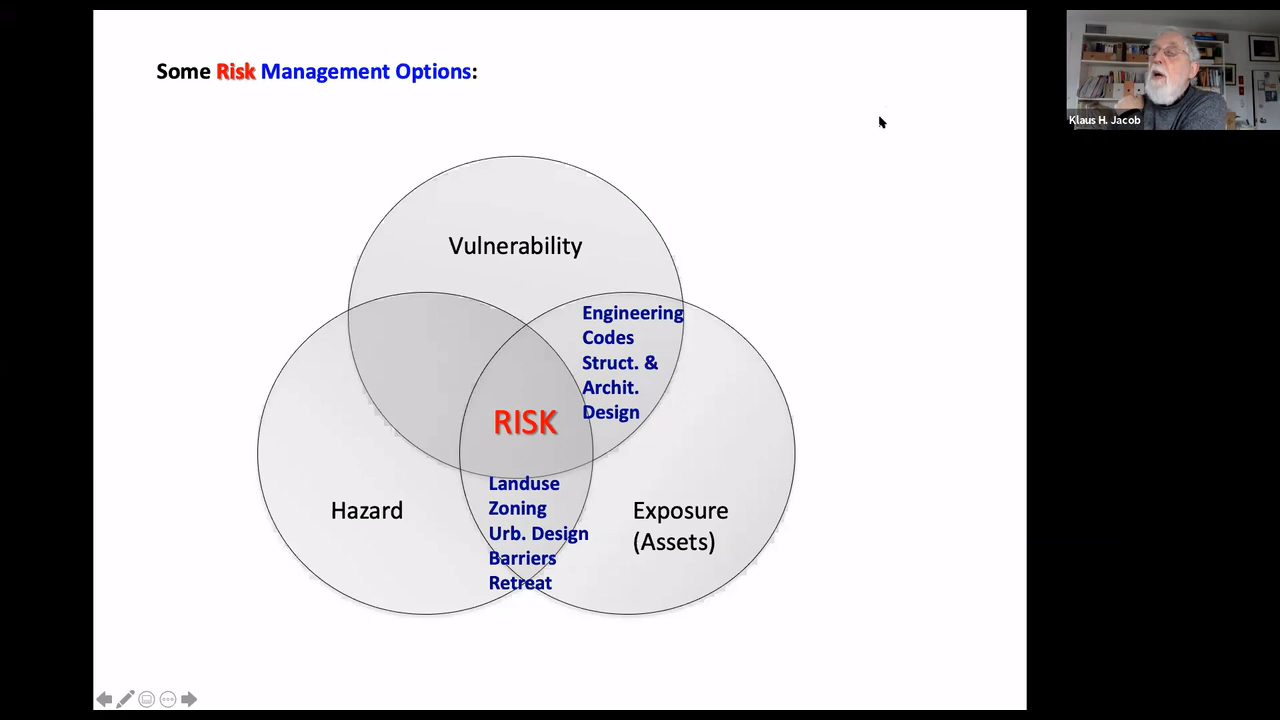 Some Risk Management Options:
Klaus H. Jacob
Vulnerability
Engineering
Codes
Struct. &
Archit.
Design
RISK
Landuse
Zoning
Urb. Design
Barriers
Retreat
Hazard
Exposure
(Assets)